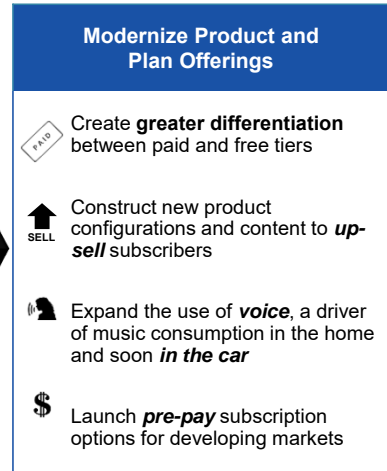 Modernize Product and
Plan Offerings
PAID
Create greater differentiation
between paid and free tiers
Construct new product
configurations and content to up-
sell subscribers
SELL
Expand the use of voice, a driver
of music consumption in the home
and soon in the car
$
Launch pre-pay subscription
options for developing markets